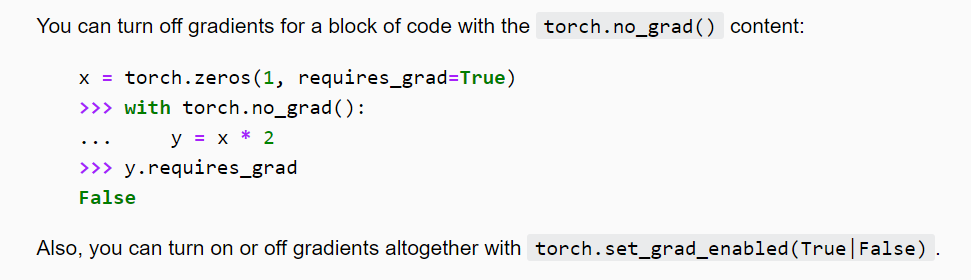 You can turn off gradients for a block of code with the torch.no_grad() content:
x = torch.zeros(1, requires_grad=True)
>>> with torch.no_grad():
...     y = x * 2
>>> y.requires_grad
False
Also, you can turn on or off gradients altogether with torch.set_grad_enabled(True|False).